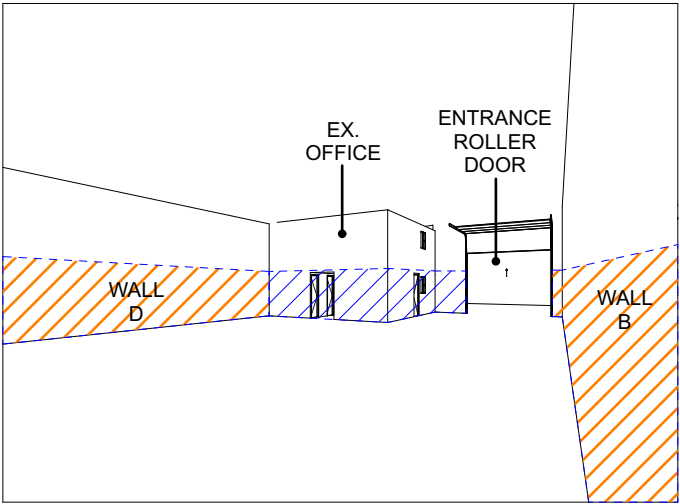 EX.
OFFICE
ENTRANCE
ROLLER
DOOR
WALL
D
WALL
B